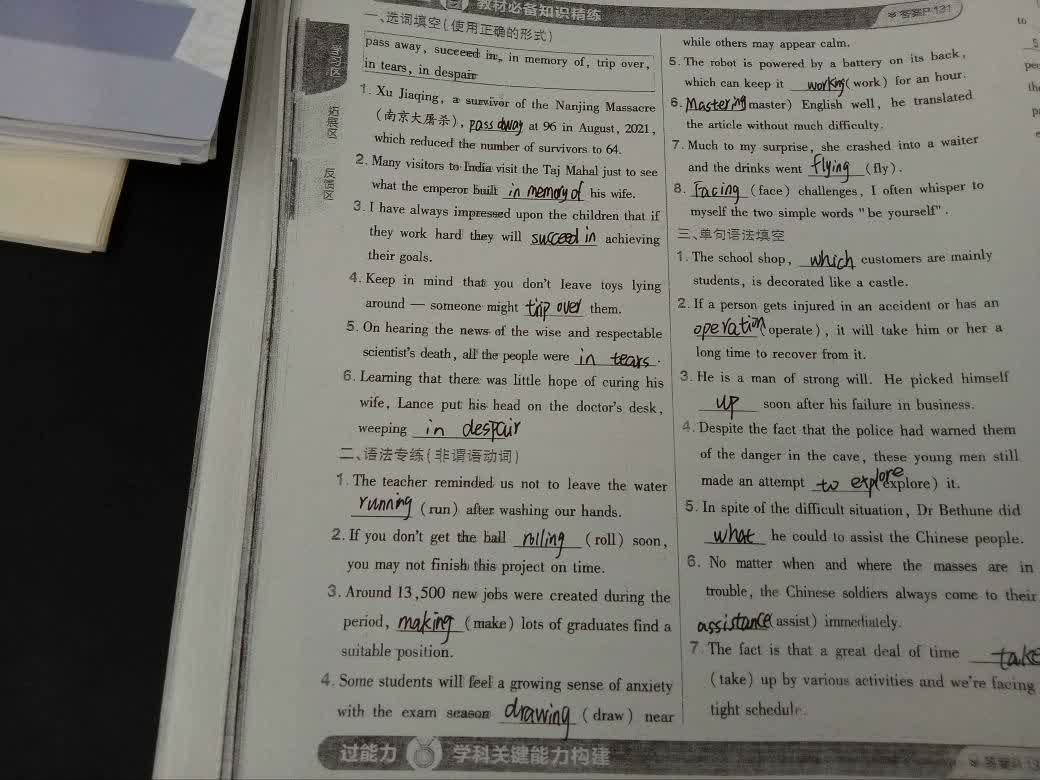 教材必备知识精练
答案P131
一、选词填空(使用正确的形式)
pass away, succeed in, in memory of, trip over,
in tears, in despair
1. Xu Jiaqing, a survivor of the Nanjing Massacre
(南京大屠杀), pass away at 96 in August, 2021,
which reduced the number of survivors to 64.
2. Many visitors to India visit the Taj Mahal just to see
what the emperor built in memory of his wife.
3. I have always impressed upon the children that if
they work hard they will succeed in achieving
their goals.
4. Keep in mind that you don't leave toys lying
around — someone might trip over them.
5. On hearing the news of the wise and respectable
scientist's death, all the people were in tears.
6. Learning that there was little hope of curing his
wife, Lance put his head on the doctor's desk,
weeping in despair
二、语法专练(非谓语动词)
1. The teacher reminded us not to leave the water
running (run) after washing our hands.
2. If you don't get the ball rolling (roll) soon,
you may not finish this project on time.
3. Around 13,500 new jobs were created during the
period, making (make) lots of graduates find a
suitable position.
4. Some students will feel a growing sense of anxiety
with the exam season drawing (draw) near
while others may appear calm.
5. The robot is powered by a battery on its back,
which can keep it working (work) for an hour.
6. Mastering (master) English well, he translated
the article without much difficulty.
7. Much to my surprise, she crashed into a waiter
and the drinks went flying (fly).
8. Facing (face) challenges, I often whisper to
myself the two simple words "be yourself".
三、单句语法填空
1. The school shop, which customers are mainly
students, is decorated like a castle.
2. If a person gets injured in an accident or has an
operation (operate), it will take him or her a
long time to recover from it.
3. He is a man of strong will. He picked himself
up soon after his failure in business.
4. Despite the fact that the police had warned them
of the danger in the cave, these young men still
made an attempt to explore (explore) it.
5. In spite of the difficult situation, Dr Bethune did
what he could to assist the Chinese people.
6. No matter when and where the masses are in
trouble, the Chinese soldiers always come to their
assistance (assist) immediately.
7. The fact is that a great deal of time take
(take) up by various activities and we're facing
tight schedule.
学习区
拓展区
反馈区
过能力 学科关键能力构建
答案P
to